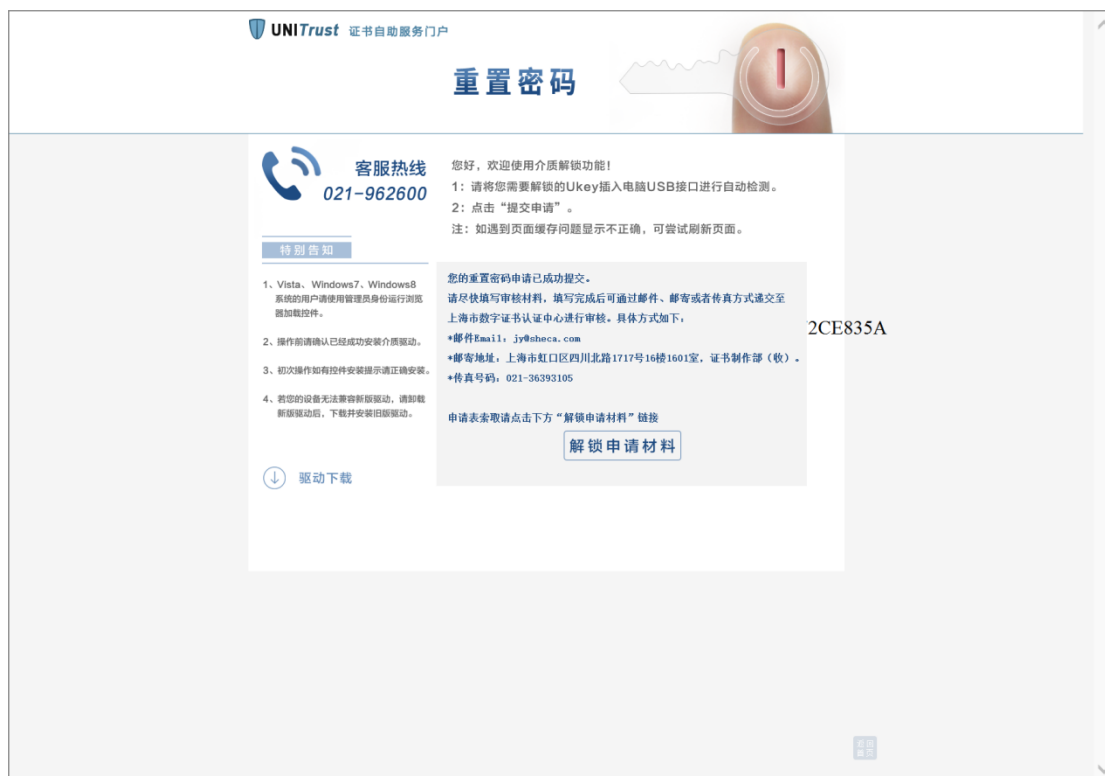 UNITrust 证书自助服务门户
重置密码
客服热线
021-962600
特别告知
1、Vista、Windows7、Windows8
系统的用户请使用管理员身份运行浏览
器加载控件。
2、操作前请确认已经成功安装介质驱动。
3、初次操作如有控件安装提示请正确安装。
4、若您的设备无法兼容新版驱动，请卸载
新版驱动后，下载并安装旧版驱动。
驱动下载
您好，欢迎使用介质解锁功能！
1：请将您需要解锁的Ukey插入电脑USB接口进行自动检测。
2：点击“提交申请”。
注：如遇到页面缓存问题显示不正确，可尝试刷新页面。
您的重置密码申请已成功提交。
请尽快填写审核材料，填写完成后可通过邮件、邮寄或者传真方式递交至
上海市数字证书认证中心进行审核。具体方式如下：
*邮件Email：jy@sheca.com
*邮寄地址：上海市虹口区四川北路1717号16楼1601室，证书制作部（收）。
*传真号码：021-36393105
申请表索取请点击下方“解锁申请材料”链接
解锁申请材料
2CE835A